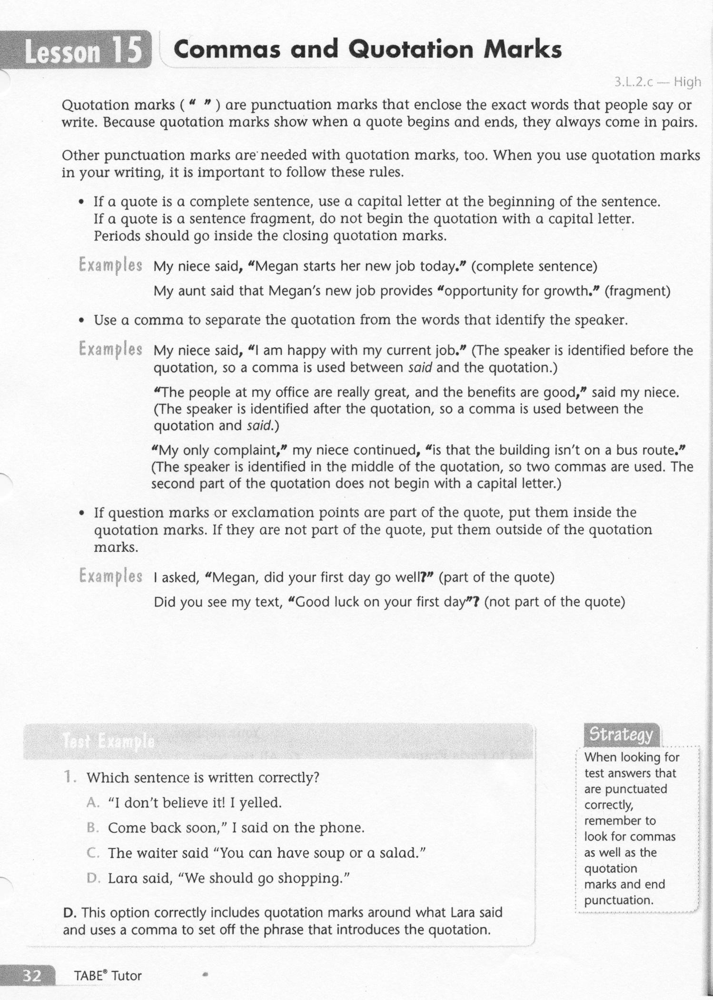 Lesson 15
Commas and Quotation Marks
3.L.2.c — High
Quotation marks ( “ ” ) are punctuation marks that enclose the exact words that people say or
write. Because quotation marks show when a quote begins and ends, they always come in pairs.
Other punctuation marks are needed with quotation marks, too. When you use quotation marks
in your writing, it is important to follow these rules.
• If a quote is a complete sentence, use a capital letter at the beginning of the sentence.
If a quote is a sentence fragment, do not begin the quotation with a capital letter.
Periods should go inside the closing quotation marks.
Examples My niece said, “Megan starts her new job today.” (complete sentence)
My aunt said that Megan’s new job provides “opportunity for growth.” (fragment)
• Use a comma to separate the quotation from the words that identify the speaker.
Examples My niece said, “I am happy with my current job.” (The speaker is identified before the
quotation, so a comma is used between said and the quotation.)
“The people at my office are really great, and the benefits are good,” said my niece.
(The speaker is identified after the quotation, so a comma is used between the
quotation and said.)
“My only complaint,” my niece continued, “is that the building isn’t on a bus route.”
(The speaker is identified in the middle of the quotation, so two commas are used. The
second part of the quotation does not begin with a capital letter.)
• If question marks or exclamation points are part of the quote, put them inside the
quotation marks. If they are not part of the quote, put them outside of the quotation
marks.
Examples I asked, “Megan, did your first day go well?” (part of the quote)
Did you see my text, “Good luck on your first day”? (not part of the quote)
Test Example
1. Which sentence is written correctly?
A. “I don’t believe it! I yelled.
B. Come back soon,” I said on the phone.
C. The waiter said “You can have soup or a salad.”
D. Lara said, “We should go shopping.”
D. This option correctly includes quotation marks around what Lara said
and uses a comma to set off the phrase that introduces the quotation.
Strategy
When looking for
test answers that
are punctuated
correctly,
remember to
look for commas
as well as the
quotation
marks and end
punctuation.
32 TABE® Tutor